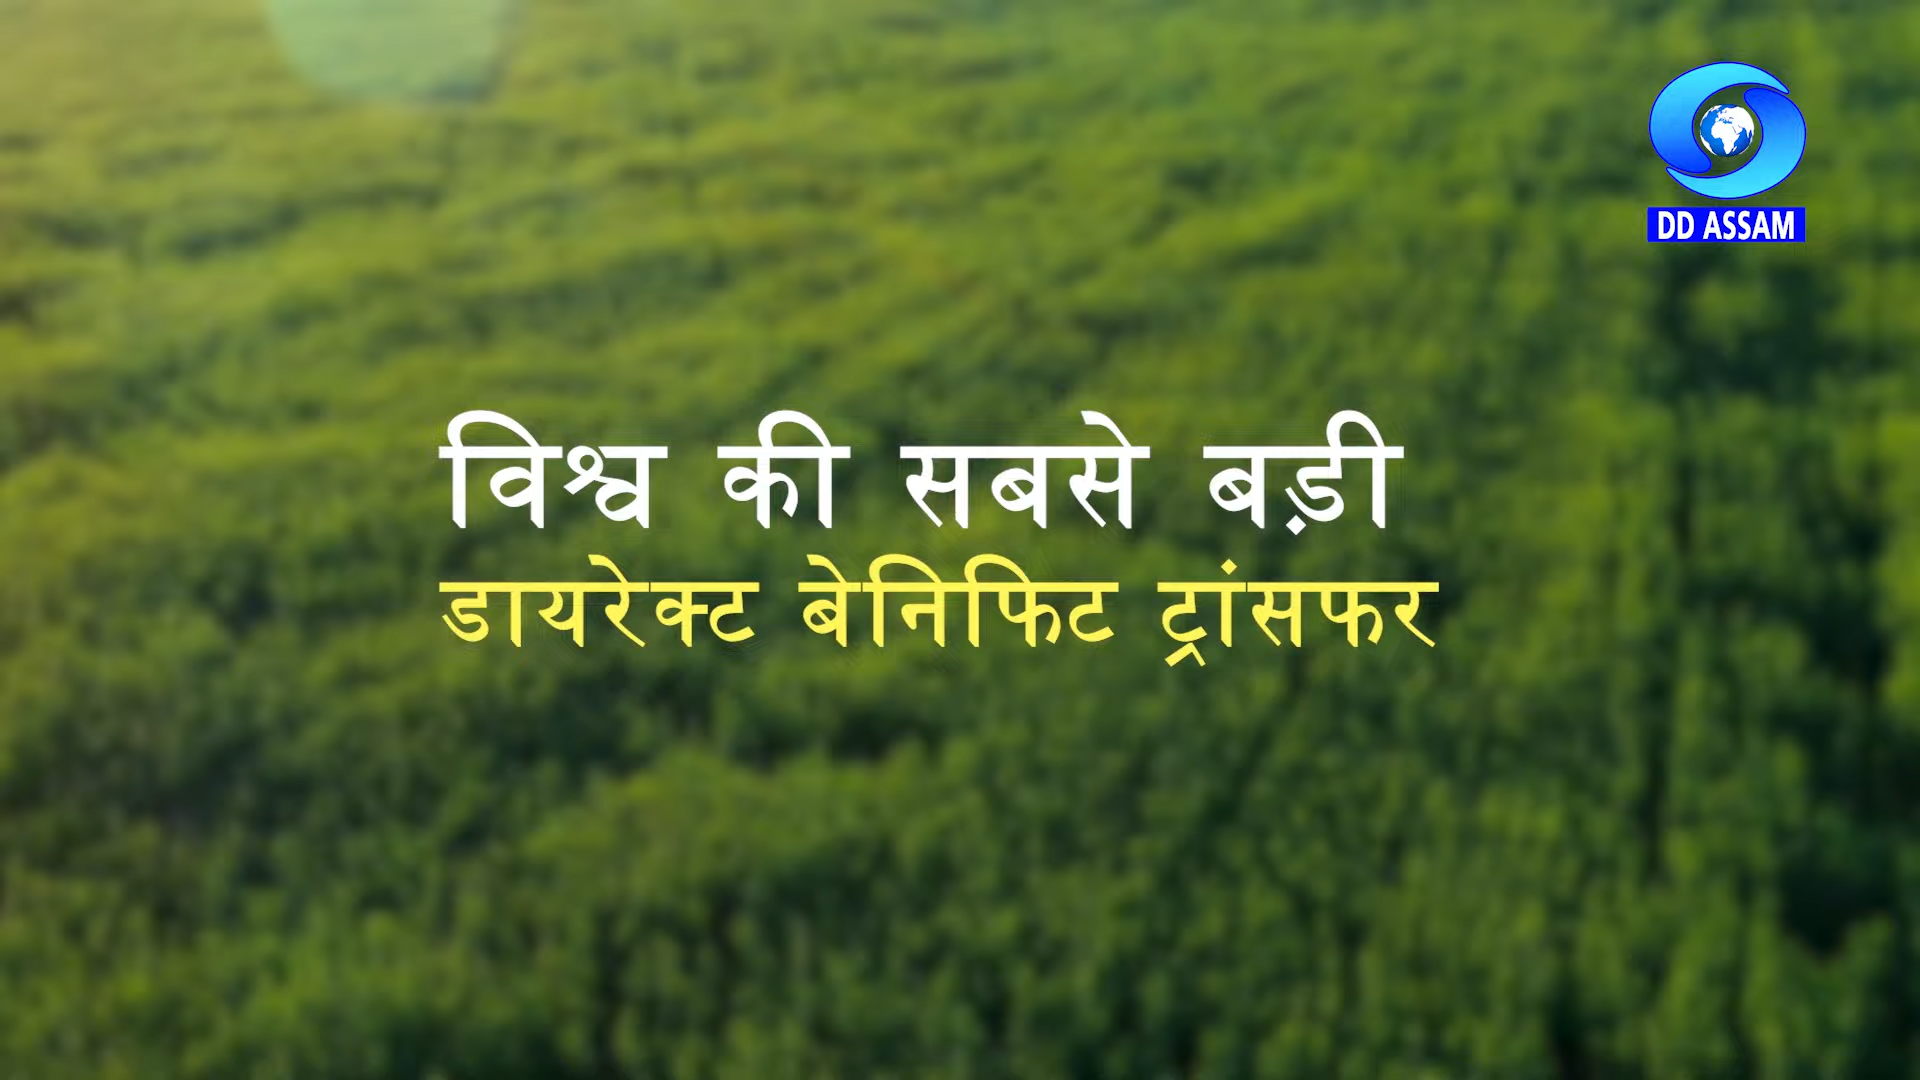 DD ASSAM
विश्व की सबसे बड़ी
डायरेक्ट बेनिफिट ट्रांसफर